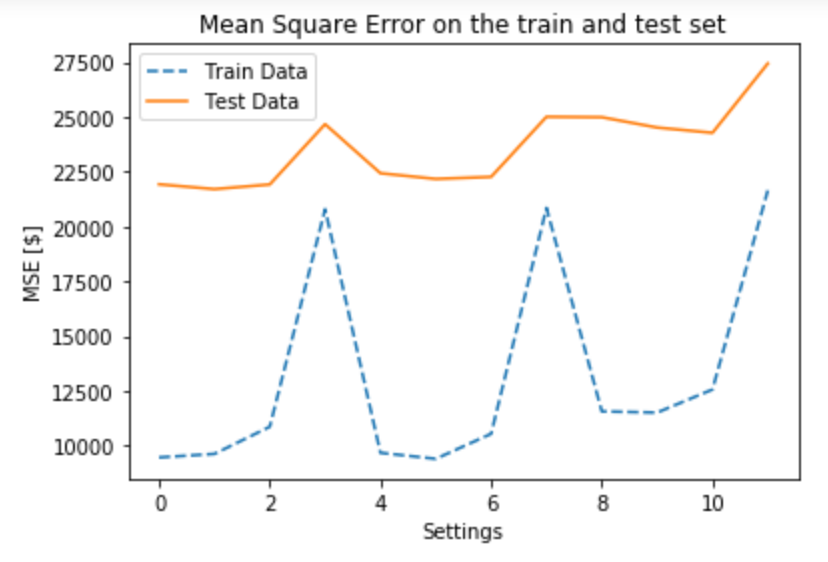 Mean Square Error on the train and test set
Train Data
Test Data
27500
25000
22500
20000
17500
15000
12500
10000
MSE [$]
0 2 4 6 8 10
Settings